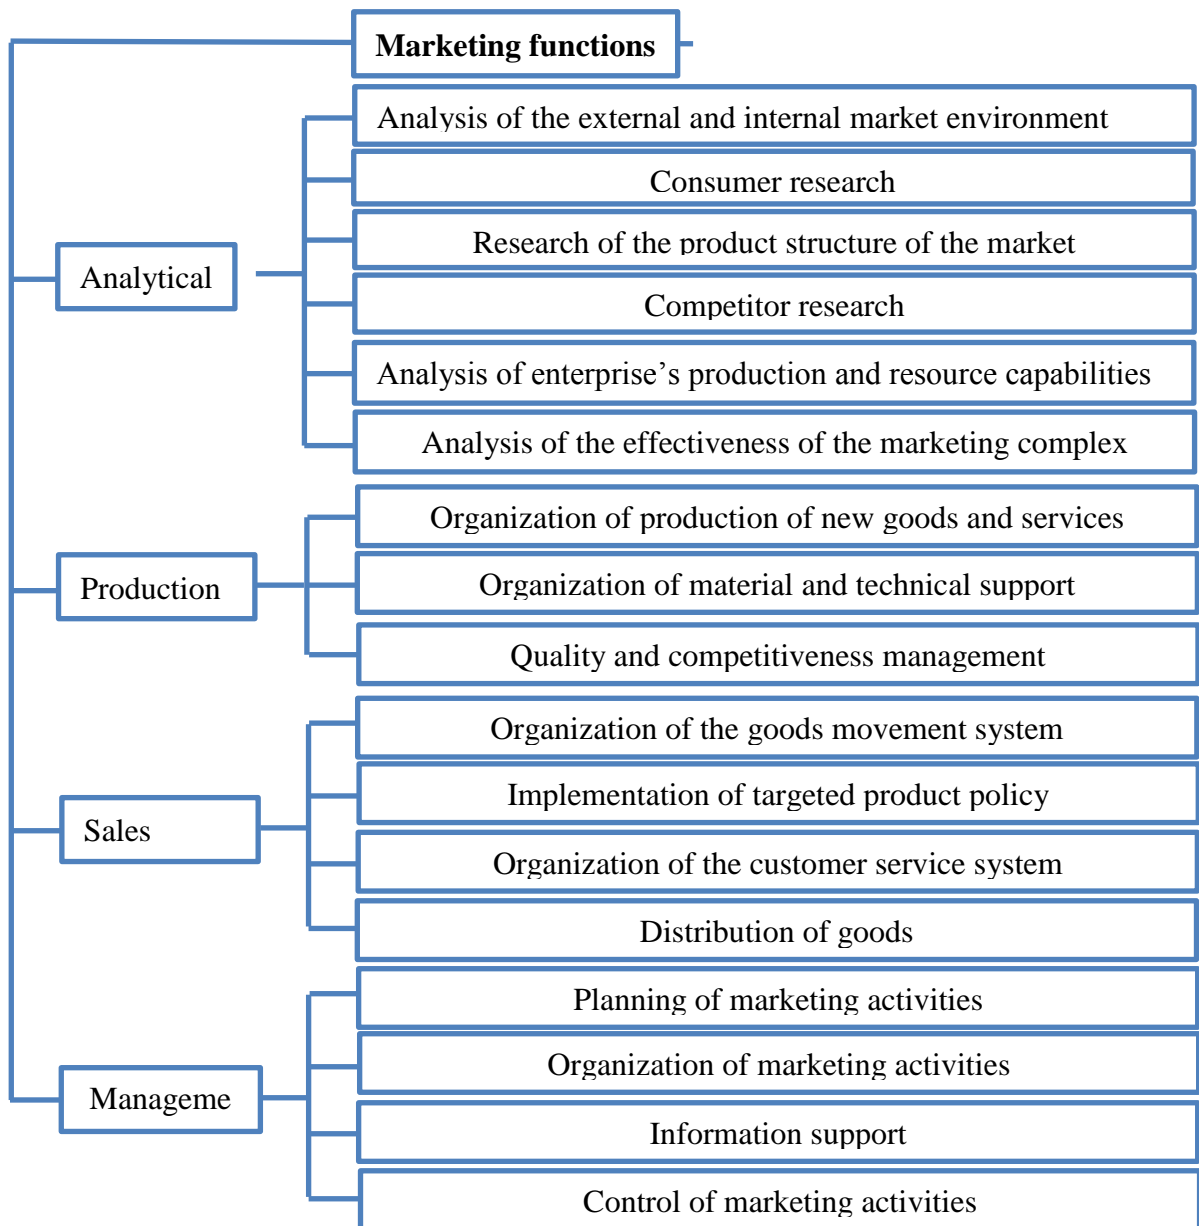 Marketing functions
Analytical
Analysis of the external and internal market environment
Consumer research
Research of the product structure of the market
Competitor research
Analysis of enterprise’s production and resource capabilities
Analysis of the effectiveness of the marketing complex
Production
Organization of production of new goods and services
Organization of material and technical support
Quality and competitiveness management
Sales
Organization of the goods movement system
Implementation of targeted product policy
Organization of the customer service system
Distribution of goods
Manageme
Planning of marketing activities
Organization of marketing activities
Information support
Control of marketing activities